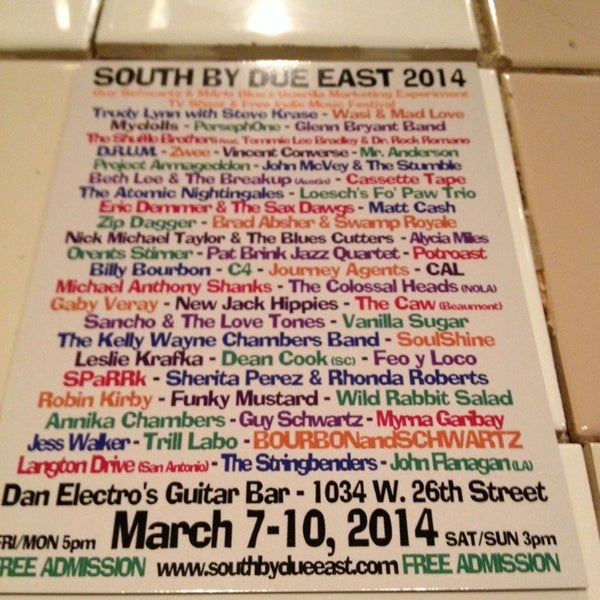 SOUTH BY DUE EAST 2014
Guy Schwartz & MArlo Blue's Guerilla Marketing Experiment
TV Shoot & Free Indie Music Festival
Trudy Lynn with Steve Krase - Wasi & Mad Love
Mydolls - PersephOne - Glenn Bryant Band
The Shuffle Brothers feat. Tommie Lee Bradley & Dr. Rock Romano
D.R.U.M. - Zwee - Vincent Converse - Mr. Anderson
Project Armageddon - John McVey & The Stumble
Beth Lee & The Breakup (Austin) - Cassette Tape
The Atomic Nightingales - Loesch's Fo' Paw Trio
Eric Demmer & The Sax Dawgs - Matt Cash
Zip Dagger - Brad Absher & Swamp Royale
Nick Michael Taylor & The Blues Cutters - Alycia Miles
Orents Stirner - Pat Brink Jazz Quartet - Potroast
Billy Bourbon - C4 - Journey Agents - CAL
Michael Anthony Shanks - The Colossal Heads (NOLA)
Gaby Veray - New Jack Hippies - The Caw (Beaumont)
Sancho & The Love Tones - Vanilla Sugar
The Kelly Wayne Chambers Band - SoulShine
Leslie Krafka - Dean Cook (SC) - Feo y Loco
SPaRRk - Sherita Perez & Rhonda Roberts
Robin Kirby - Funky Mustard - Wild Rabbit Salad
Annika Chambers - Guy Schwartz - Myrna Garibay
Jess Walker - Trill Labo - BOURBONandSCHWARTZ
Langton Drive (San Antonio) - The Stringbenders - John Flanagan (LA)
Dan Electro's Guitar Bar - 1034 W. 26th Street
FRI/MON 5pm March 7-10, 2014 SAT/SUN 3pm
FREE ADMISSION www.southbydueeast.com FREE ADMISSION